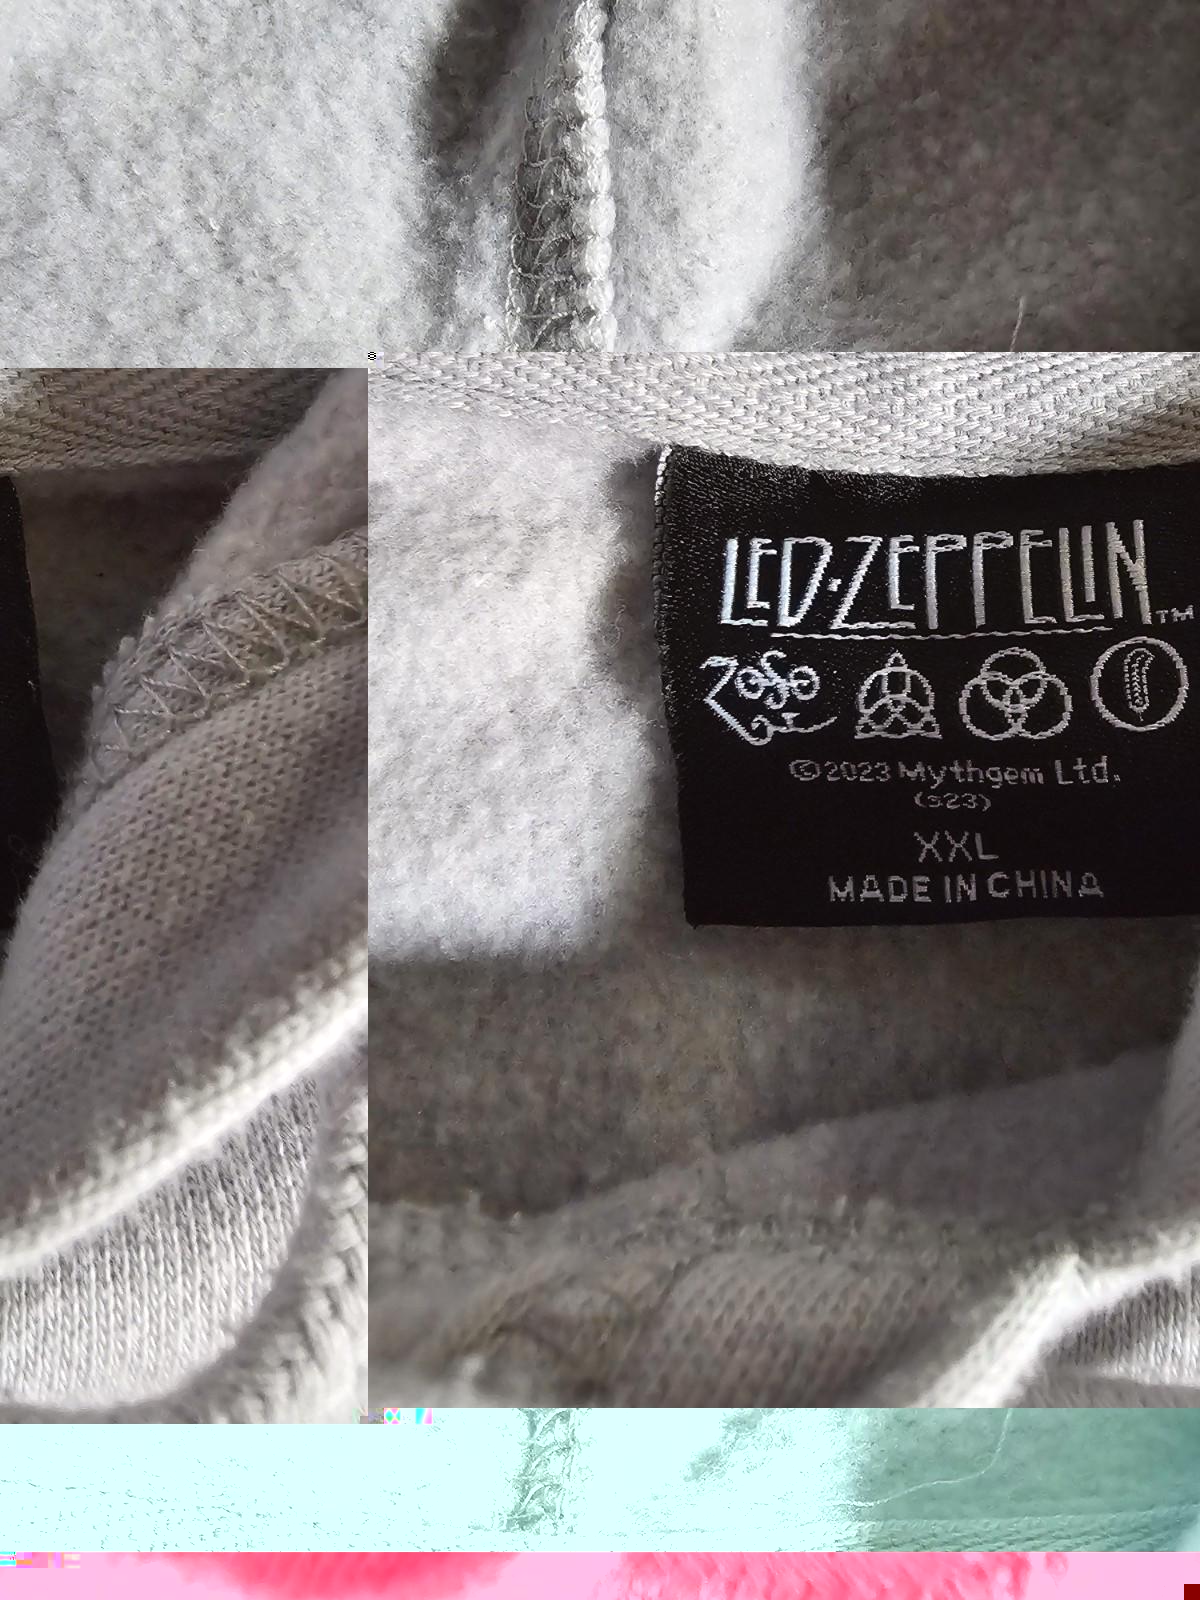 LED·ZEPPELIN™
©2023 Mythgem Ltd.
(s23)
XXL
MADE IN CHINA